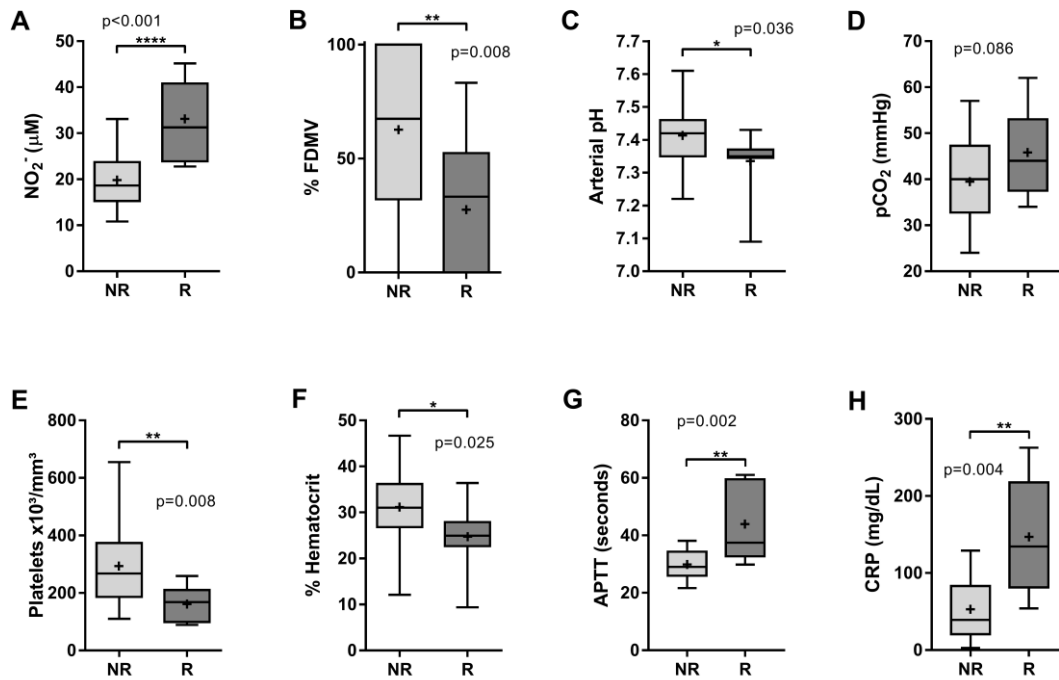 A
p<0.001
****
NO₂⁻ (μM)
50
40
30
20
10
0
NR
R
B
**
p=0.008
% FDMV
100
50
0
NR
R
C
p=0.036
*
Arterial pH
7.7
7.6
7.5
7.4
7.3
7.2
7.1
7.0
NR
R
D
p=0.086
pCO₂ (mmHg)
70
60
50
40
30
20
NR
R
E
**
p=0.008
Platelets x10³/mm³
800
600
400
200
0
NR
R
F
*
p=0.025
% Hematocrit
50
40
30
20
10
0
NR
R
G
p=0.002
**
APTT (seconds)
80
60
40
20
0
NR
R
H
**
p=0.004
CRP (mg/dL)
300
200
100
0
NR
R